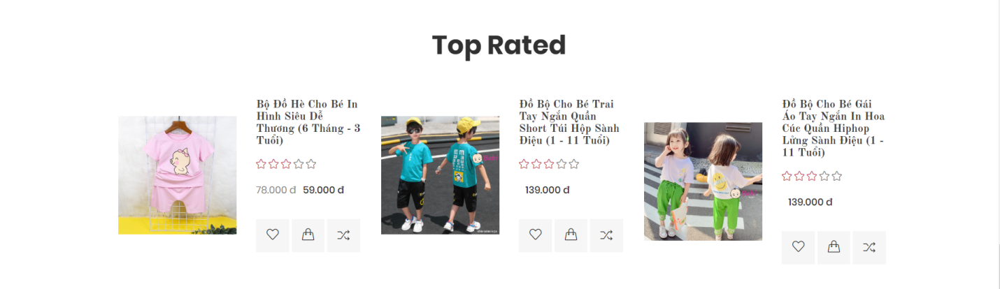 Top Rated
Bộ Đồ Hè Cho Bé In
Hình Siêu Dễ
Thương (6 Tháng - 3
Tuổi)
78.000 đ 59.000 đ
Đồ Bộ Cho Bé Trai
Tay Ngắn Quần
Short Túi Hộp Sành
Điệu (1 - 11 Tuổi)
139.000 đ
Đồ Bộ Cho Bé Gái
Áo Tay Ngắn In Hoa
Cúc Quần Hiphop
Lửng Sành Điệu (1 -
11 Tuổi)
139.000 đ